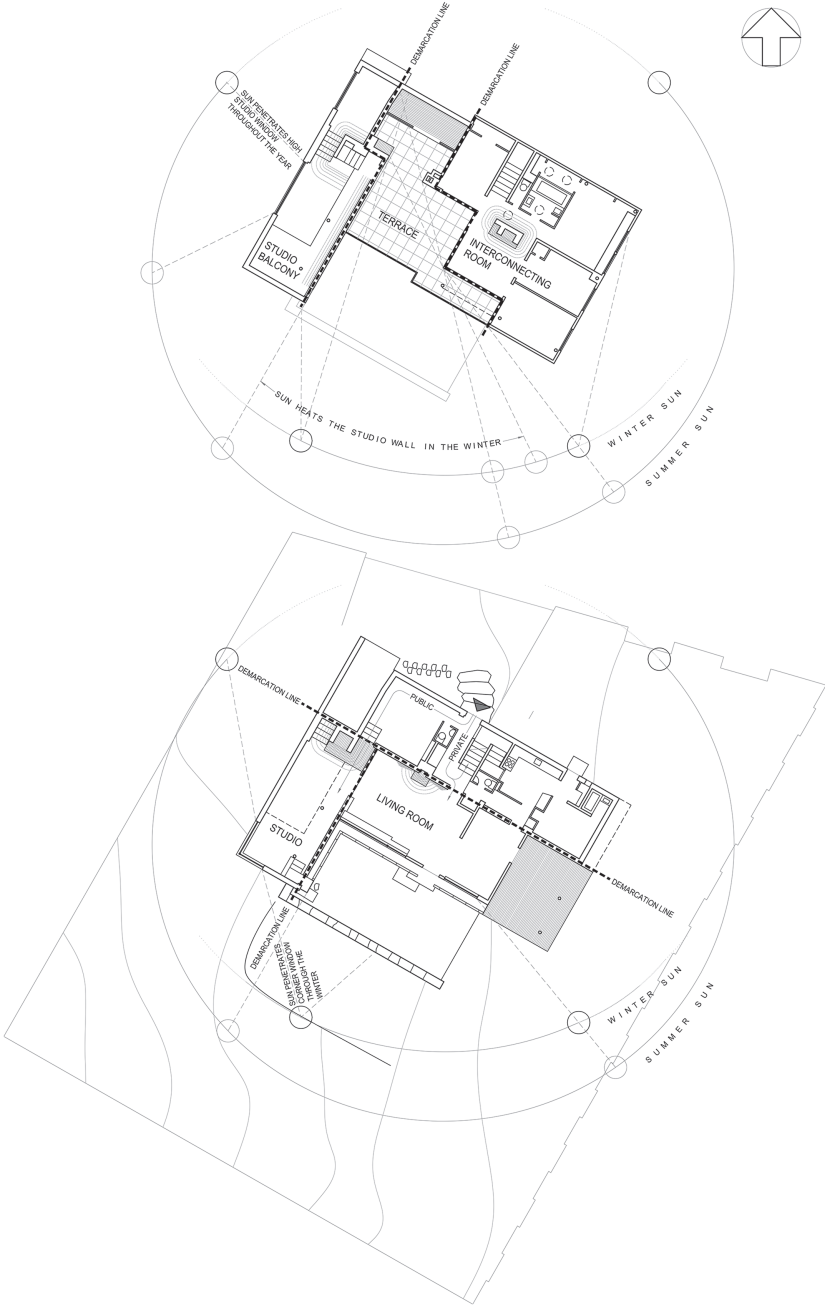 DEMARCATION LINE
DEMARCATION LINE
SUN PENETRATES HIGH
STUDIO WINDOW
THROUGHOUT THE YEAR
TERRACE
INTERCONNECTING
ROOM
STUDIO
BALCONY
SUN HEATS THE STUDIO WALL IN THE WINTER
WINTER SUN
SUMMER SUN
DEMARCATION LINE
PUBLIC
PRIVATE
LIVING ROOM
STUDIO
DEMARCATION LINE
DEMARCATION LINE
SUN PENETRATES
CORNER WINDOW
THROUGH THE
WINTER
WINTER SUN
SUMMER SUN